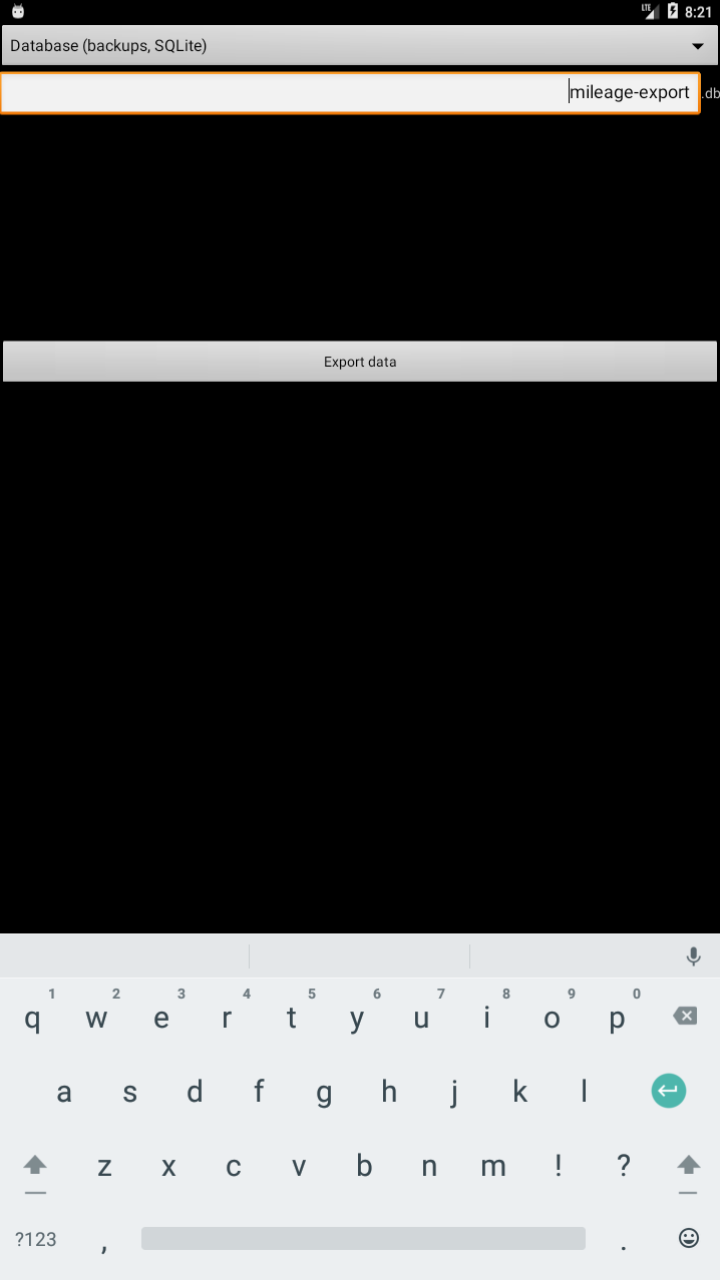 LTE 8:21
Database (backups, SQLite)
mileage-export .db
Export data
1 2 3 4 5 6 7 8 9 0
q w e r t y u i o p
a s d f g h j k l
z x c v b n m ! ?
?123 , .